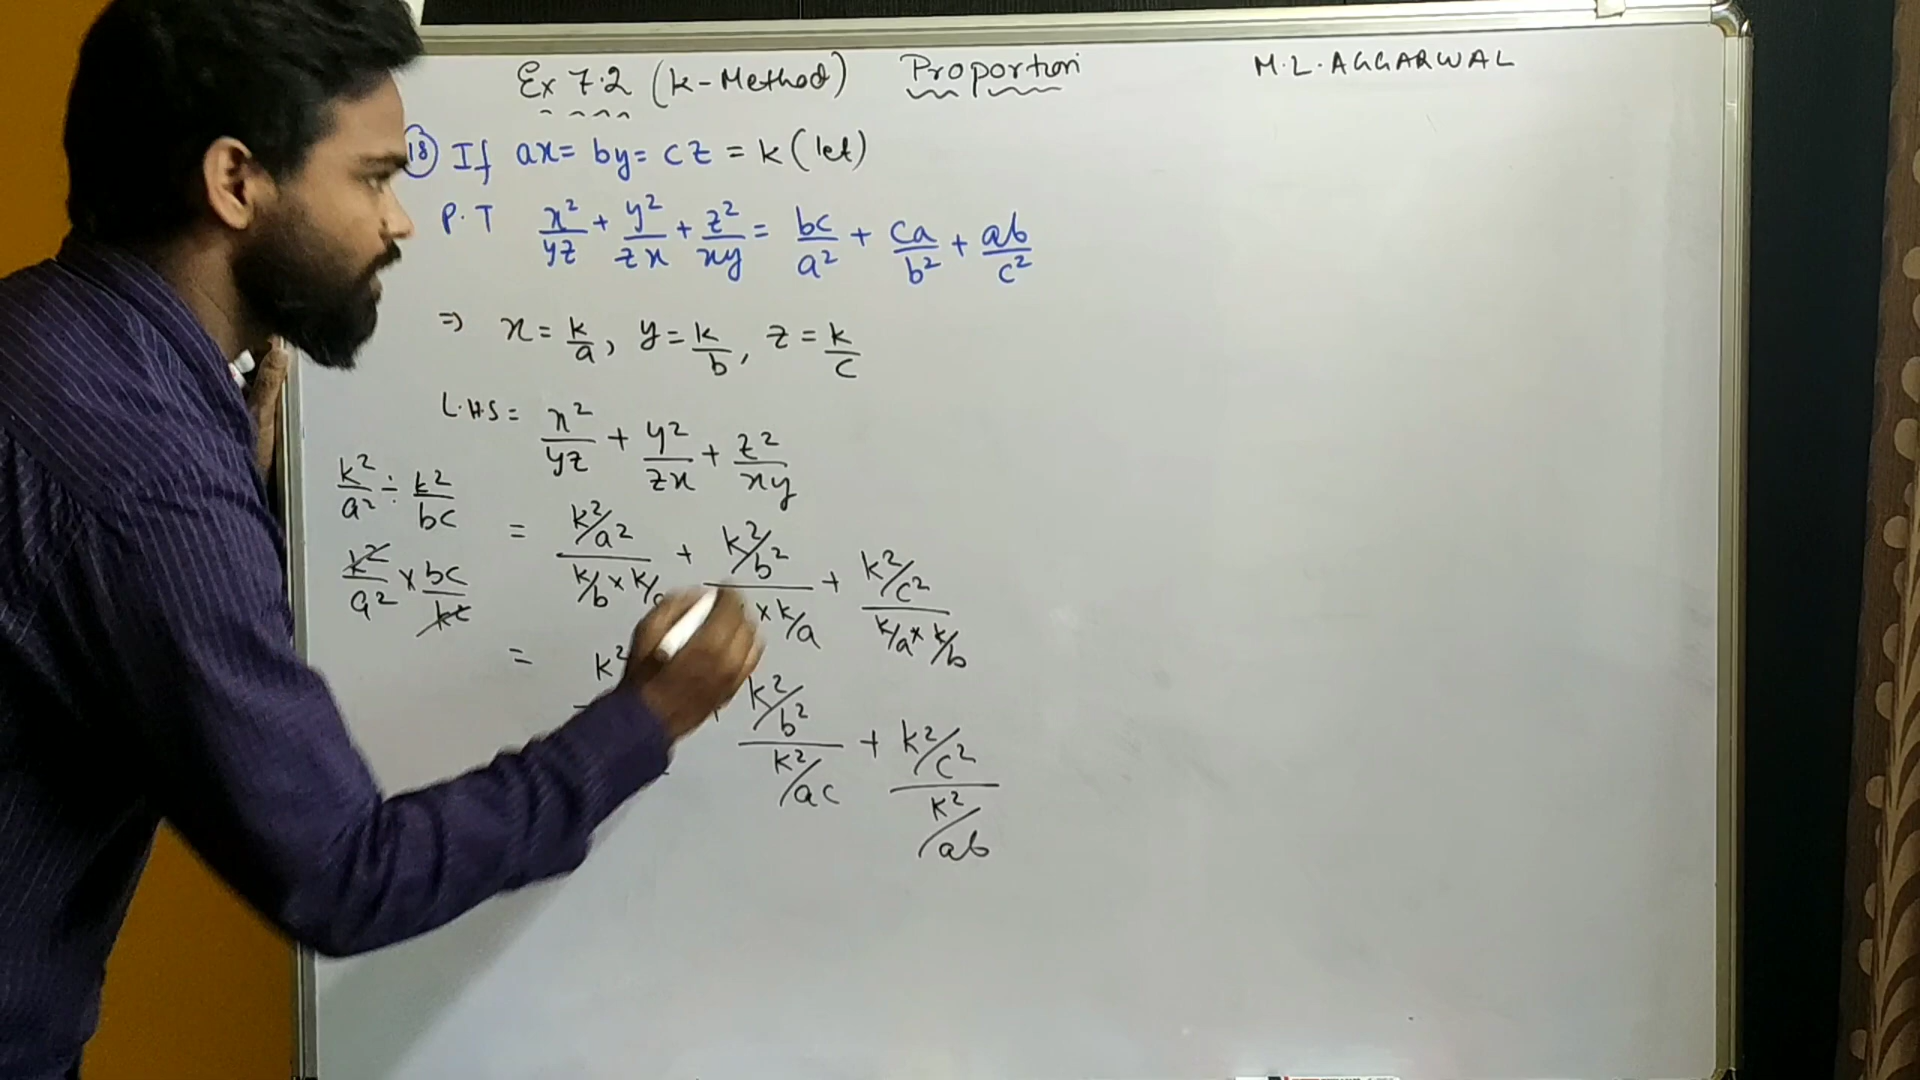 Ex 7.2 (k-Method) Proportion M.L.AGGARWAL
18 If ax = by = cz = k (let)
P.T x²/yz + y²/zx + z²/xy = bc/a² + ca/b² + ab/c²
⇒ x = k/a, y = k/b, z = k/c
L.H.S = x²/yz + y²/zx + z²/xy
k²/a² ÷ k²/bc
= (k²/a²)/(k/b × k/ + (k²/b²)/( × k/a) + (k²/c²)/(k/a × k/b)
k²/a² × bc/k²
= k² + (k²/b²)/(k²/ac) + (k²/c²)/(k²/ab)